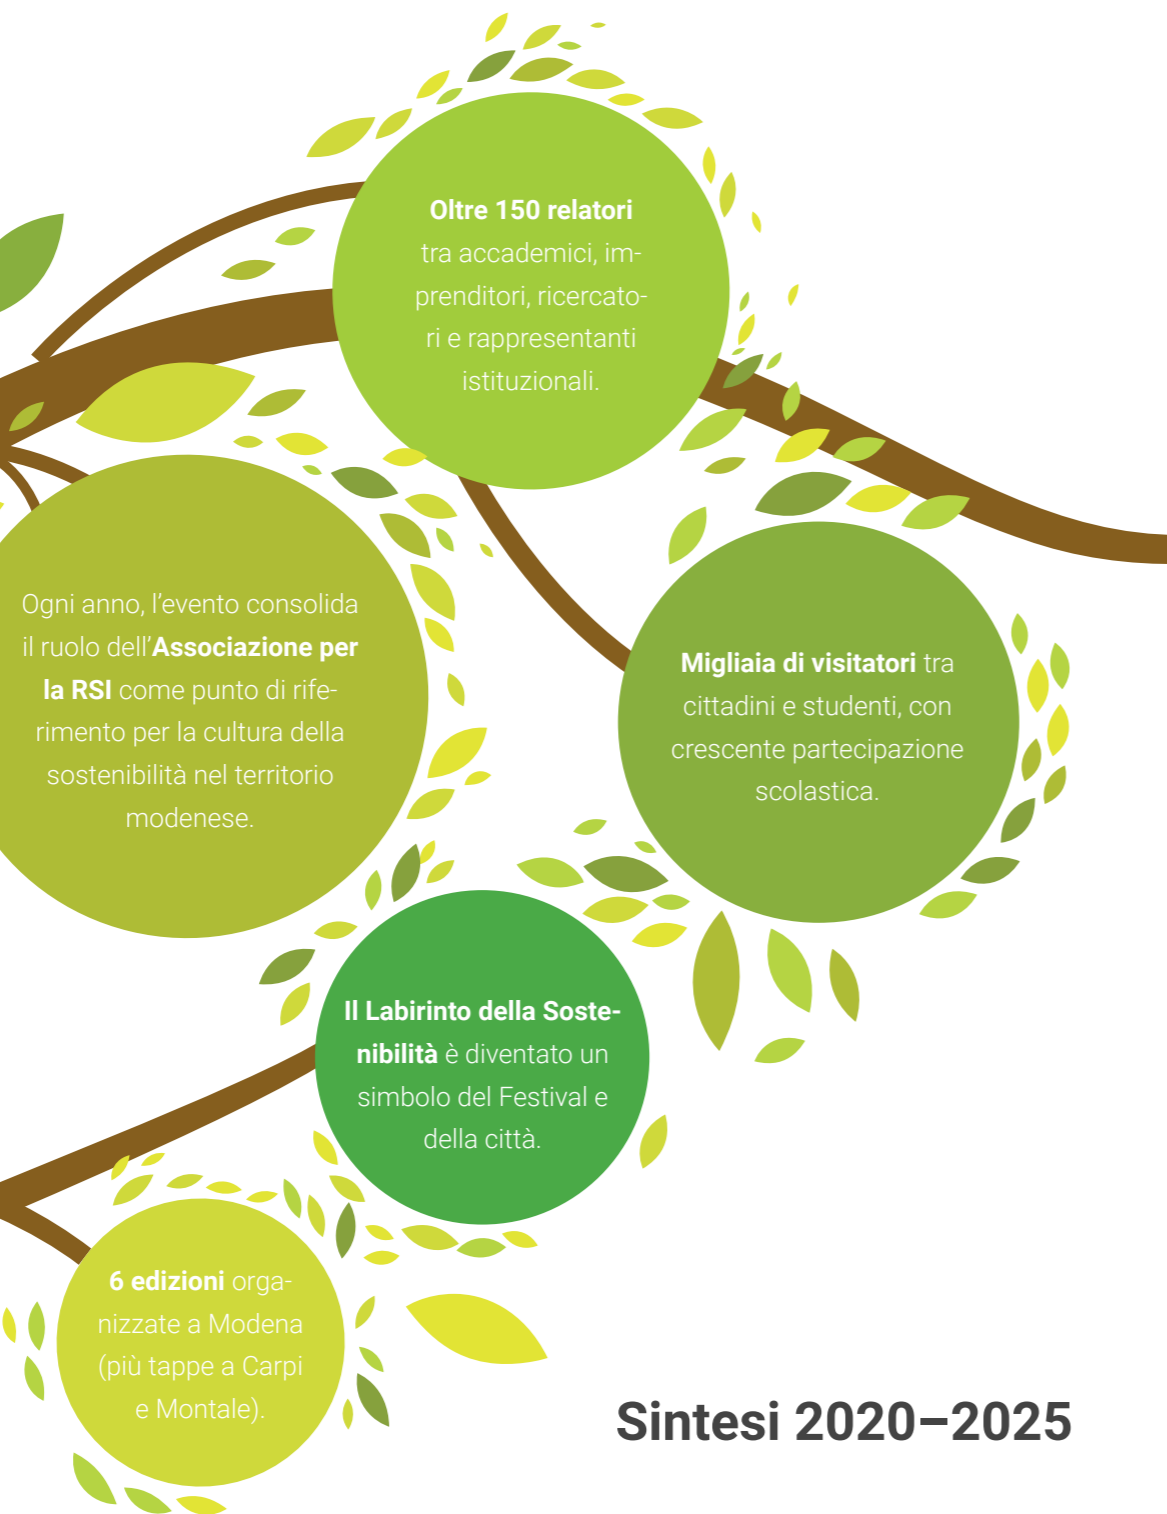 Oltre 150 relatori
tra accademici, im-
prenditori, ricercato-
ri e rappresentanti
istituzionali.
Ogni anno, l’evento consolida
il ruolo dell’Associazione per
la RSI come punto di rife-
rimento per la cultura della
sostenibilità nel territorio
modenese.
Migliaia di visitatori tra
cittadini e studenti, con
crescente partecipazione
scolastica.
Il Labirinto della Soste-
nibilità è diventato un
simbolo del Festival e
della città.
6 edizioni orga-
nizzate a Modena
(più tappe a Carpi
e Montale).
Sintesi 2020–2025